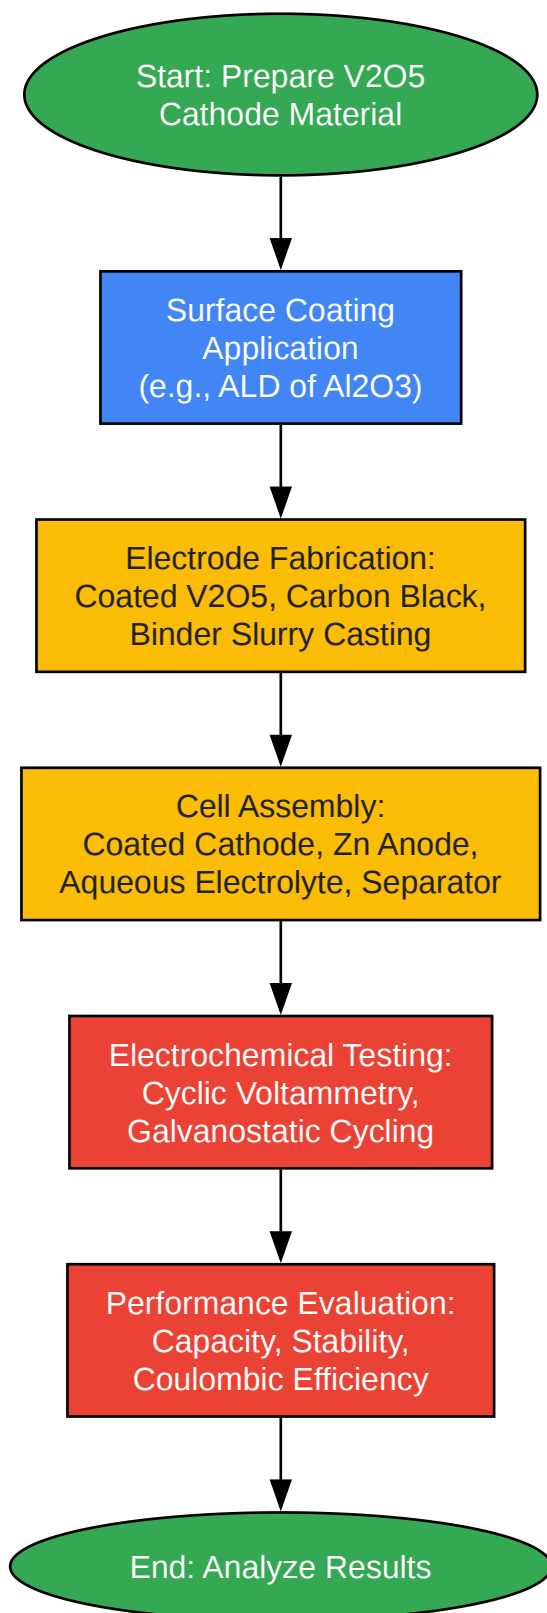 Start: Prepare V2O5
Cathode Material
Surface Coating
Application
(e.g., ALD of Al2O3)
Electrode Fabrication:
Coated V2O5, Carbon Black,
Binder Slurry Casting
Cell Assembly:
Coated Cathode, Zn Anode,
Aqueous Electrolyte, Separator
Electrochemical Testing:
Cyclic Voltammetry,
Galvanostatic Cycling
Performance Evaluation:
Capacity, Stability,
Coulombic Efficiency
End: Analyze Results